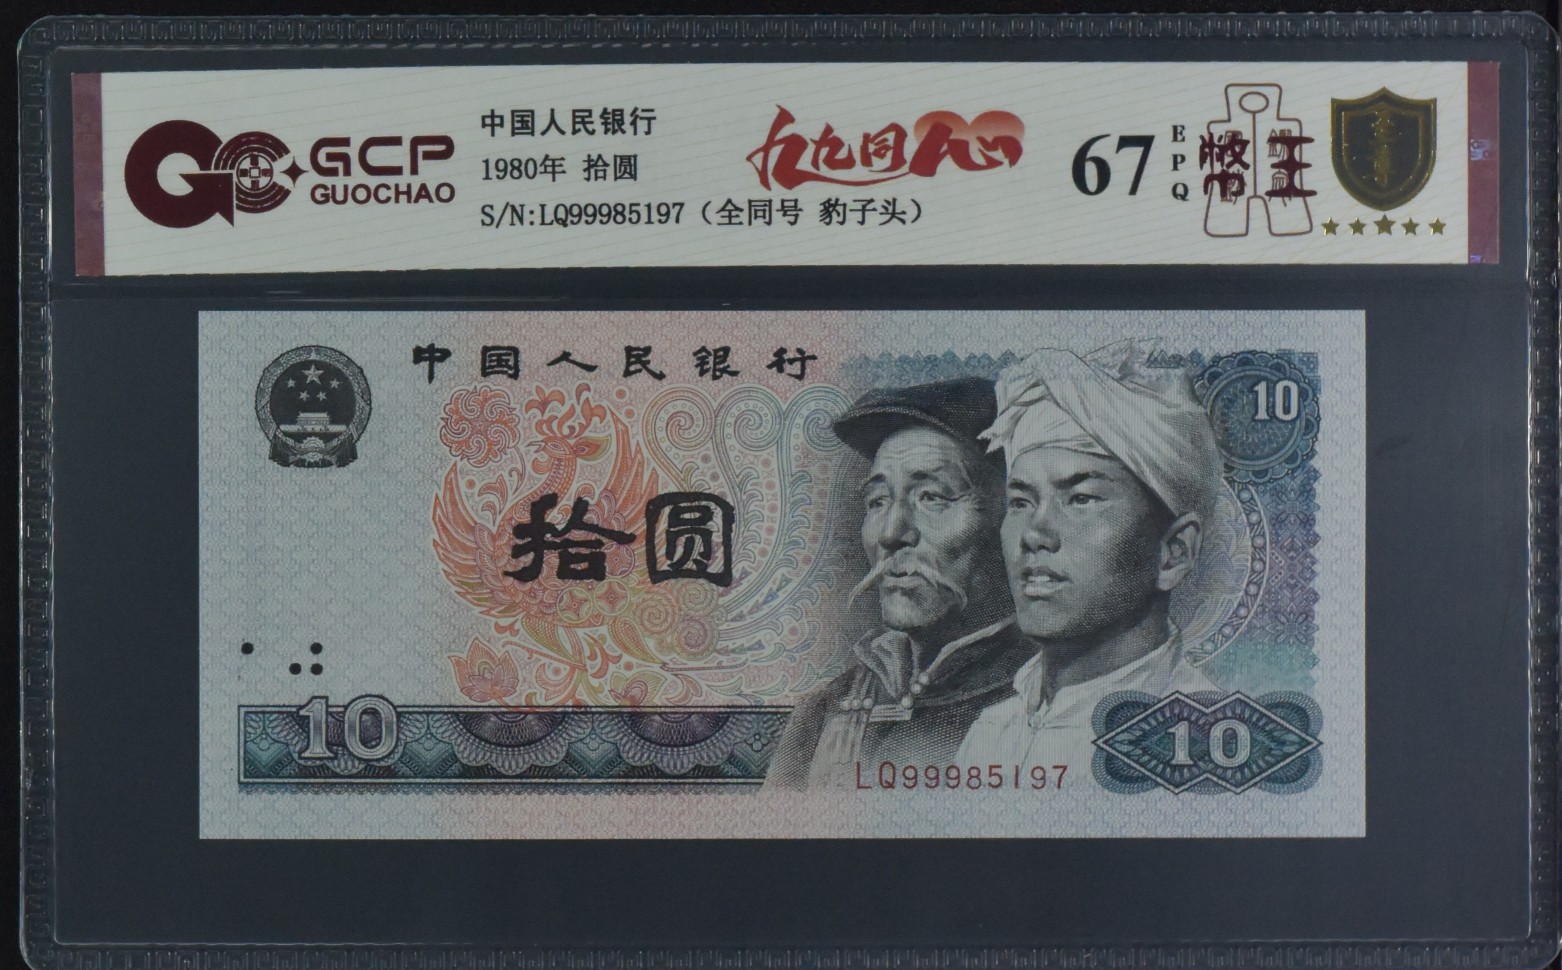 GCP
GUOCHAO
中国人民银行
1980年 拾圆
S/N:LQ99985197（全同号 豹子头）
九九同心
67
EPQ
中国人民银行
10
拾圆
10
LQ99985197
10